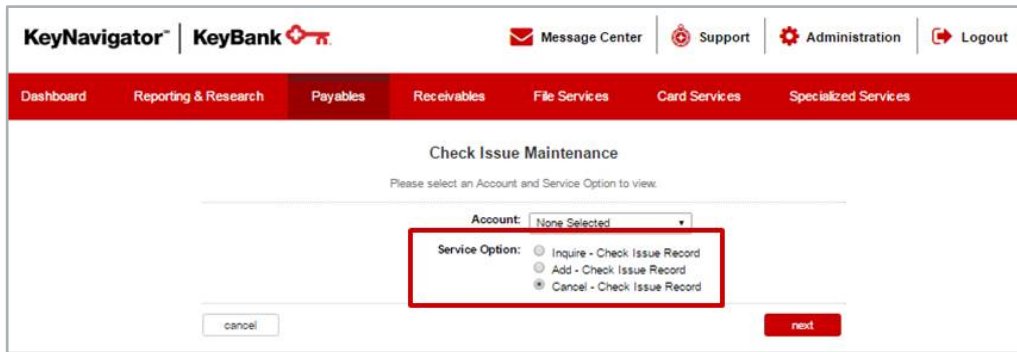 KeyNavigator™ | KeyBank Message Center Support Administration Logout
Dashboard Reporting & Research Payables Receivables File Services Card Services Specialized Services
Check Issue Maintenance
Please select an Account and Service Option to view.
Account: None Selected
Service Option: Inquire - Check Issue Record
Add - Check Issue Record
Cancel - Check Issue Record
cancel next